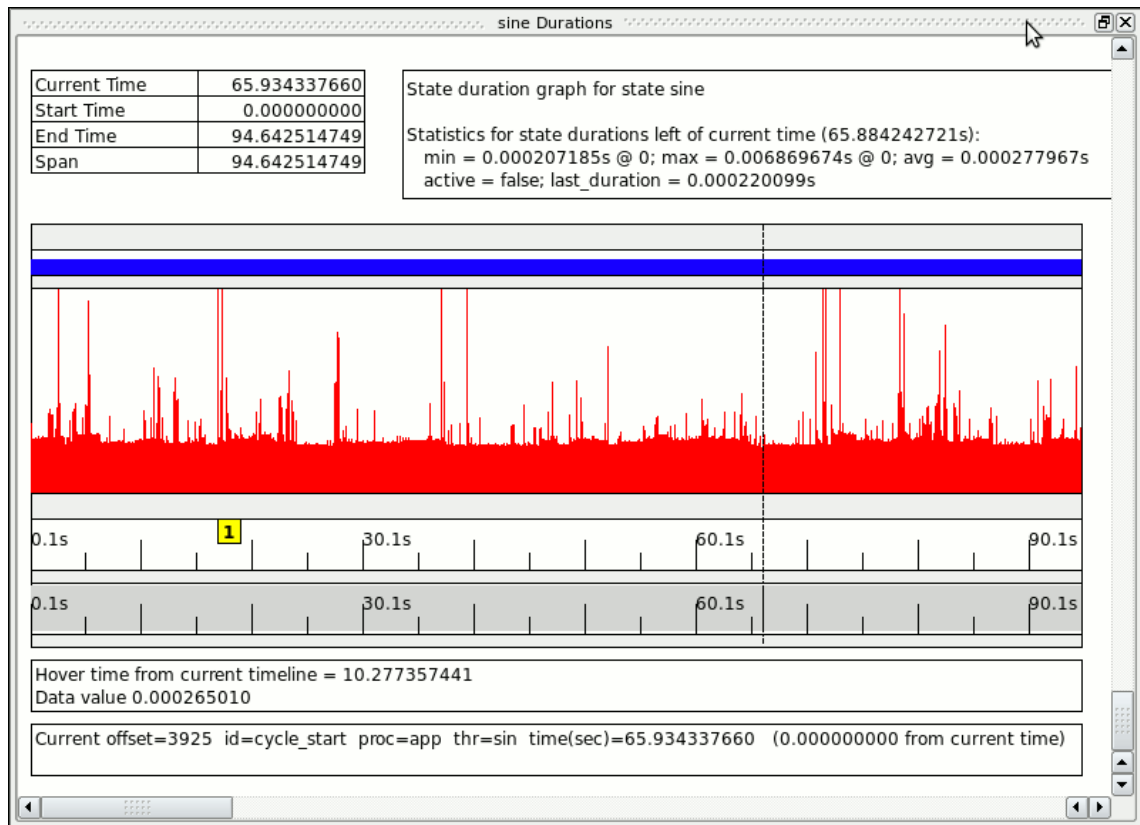 sine Durations
Current Time 65.934337660
Start Time 0.000000000
End Time 94.642514749
Span 94.642514749
State duration graph for state sine
Statistics for state durations left of current time (65.884242721s):
min = 0.000207185s @ 0; max = 0.006869674s @ 0; avg = 0.000277967s
active = false; last_duration = 0.000220099s
1
0.1s 30.1s 60.1s 90.1s
0.1s 30.1s 60.1s 90.1s
Hover time from current timeline = 10.277357441
Data value 0.000265010
Current offset=3925 id=cycle_start proc=app thr=sin time(sec)=65.934337660 (0.000000000 from current time)